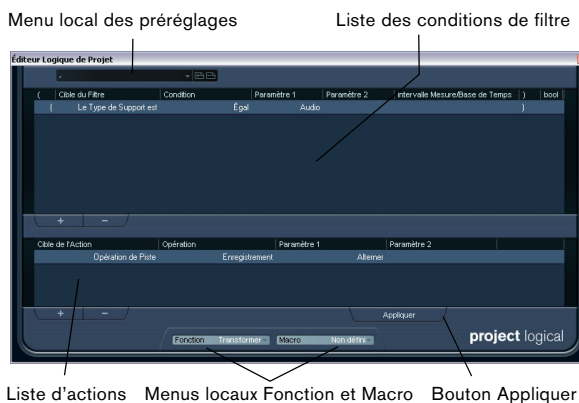 Menu local des préréglages
Liste des conditions de filtre
Éditeur Logique de Projet
( Cible du Filtre Condition Paramètre 1 Paramètre 2 Intervalle Mesure/Base de Temps ) bool
( Le Type de Support est Égal Audio )
+ −
Cible de l'Action Opération Paramètre 1 Paramètre 2
Opération de Piste Enregistrement Alterner
+ − Appliquer
Fonction Transformer Macro Non défini
project logical
Liste d'actions Menus locaux Fonction et Macro Bouton Appliquer